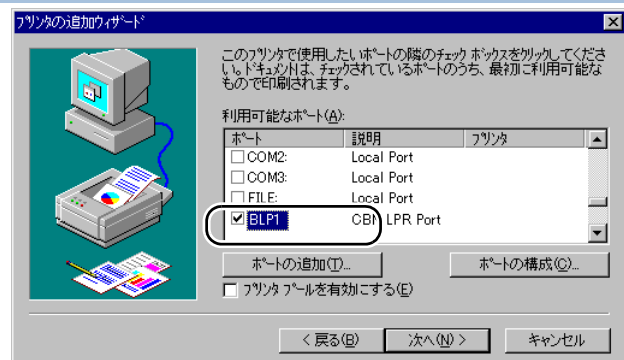 プリンタの追加ウィザード
このプリンタで使用したいポートの隣のチェック ボックスをクリックしてくださ
い。ドキュメントは、チェックされているポートのうち、最初に利用可能な
もので印刷されます。
利用可能なポート(A):
ポート 説明 プリンタ
COM2: Local Port
COM3: Local Port
FILE: Local Port
BLP1 CBN LPR Port
ポートの追加(T)... ポートの構成(C)...
プリンタ プールを有効にする(E)
< 戻る(B) 次へ(N) > キャンセル